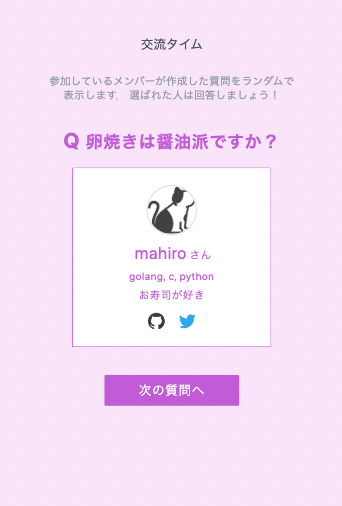 交流タイム
参加しているメンバーが作成した質問をランダムで
表示します。 選ばれた人は回答しましょう！
Q 卵焼きは醤油派ですか？
mahiro さん
golang, c, python
お寿司が好き
次の質問へ